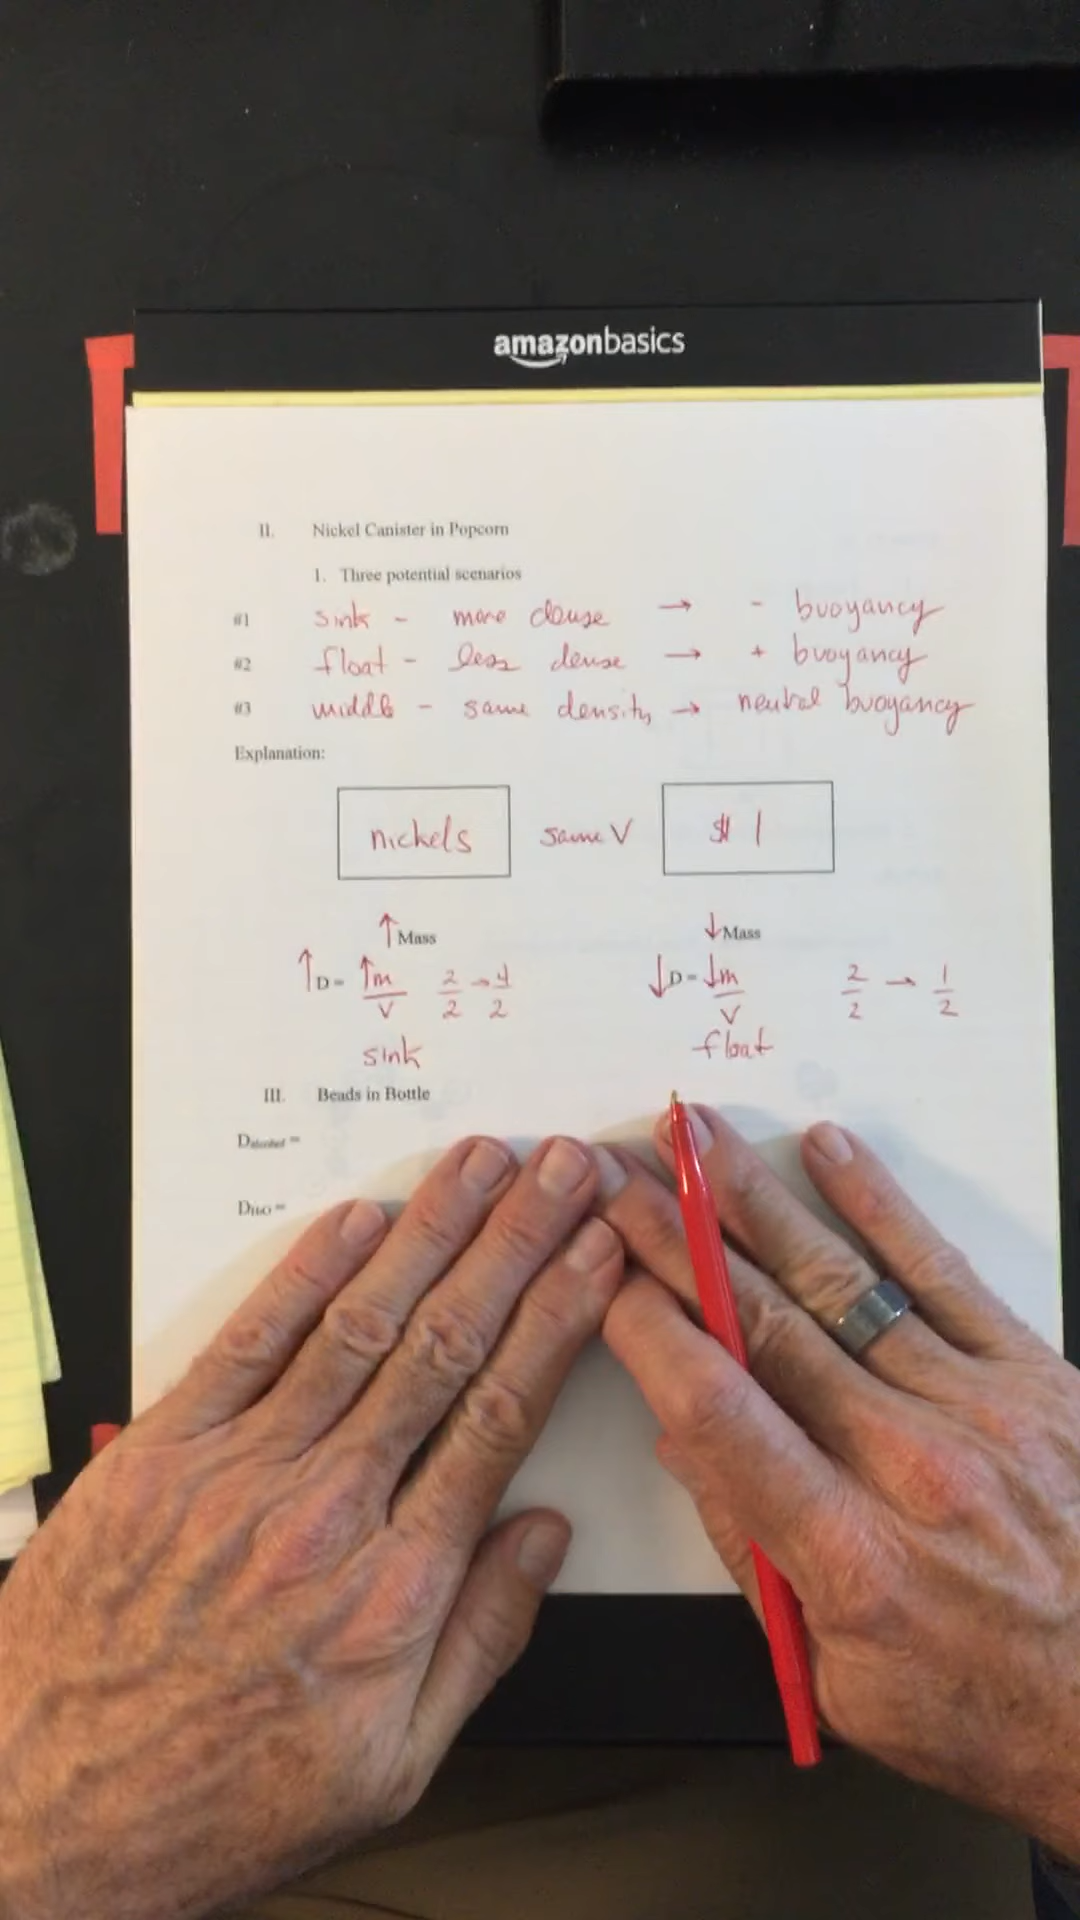 amazonbasics
II. Nickel Canister in Popcorn
1. Three potential scenarios
#1 sink - more dense → - buoyancy
#2 float - less dense → + buoyancy
#3 middle - same density → neutral buoyancy
Explanation:
nickels same V $ 1
↑ Mass ↓ Mass
↑ D = ↑m/V 2/2 → 4/2 ↓ D = ↓m/V 2/2 → 1/2
sink float
III. Beads in Bottle
Dalcohol =
DH2O =